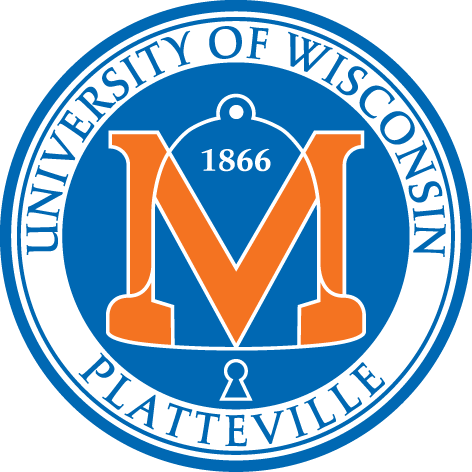 UNIVERSITY OF WISCONSIN
1866
M
PLATTEVILLE